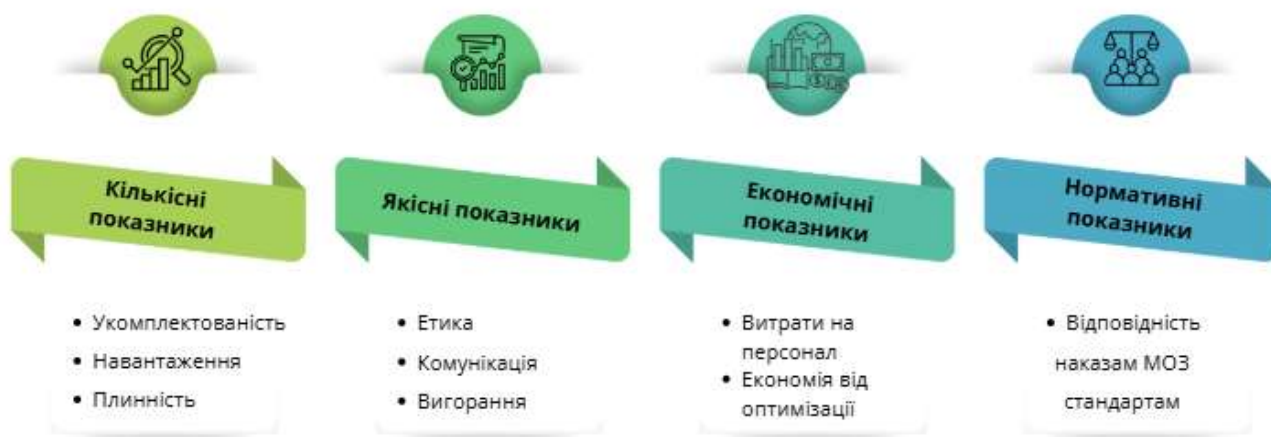 Кількісні
показники
Якісні показники
Економічні
показники
Нормативні
показники
• Укомплектованість
• Навантаження
• Плинність
• Етика
• Комунікація
• Вигорання
• Витрати на
персонал
• Економія від
оптимізації
• Відповідність
наказам МОЗ
стандартам